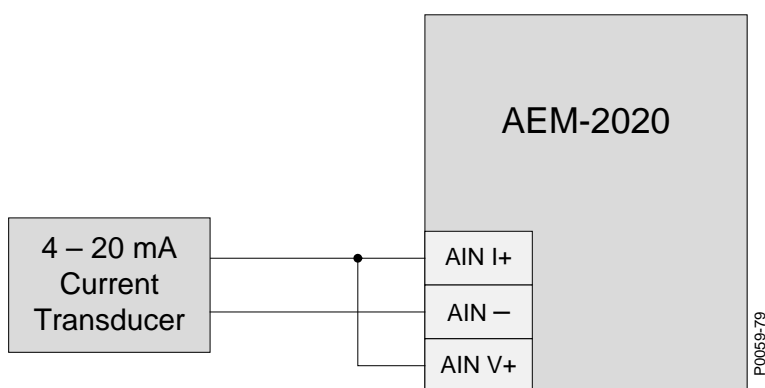 AEM-2020
4 – 20 mA
Current
Transducer
AIN I+
AIN –
AIN V+
P0059-79